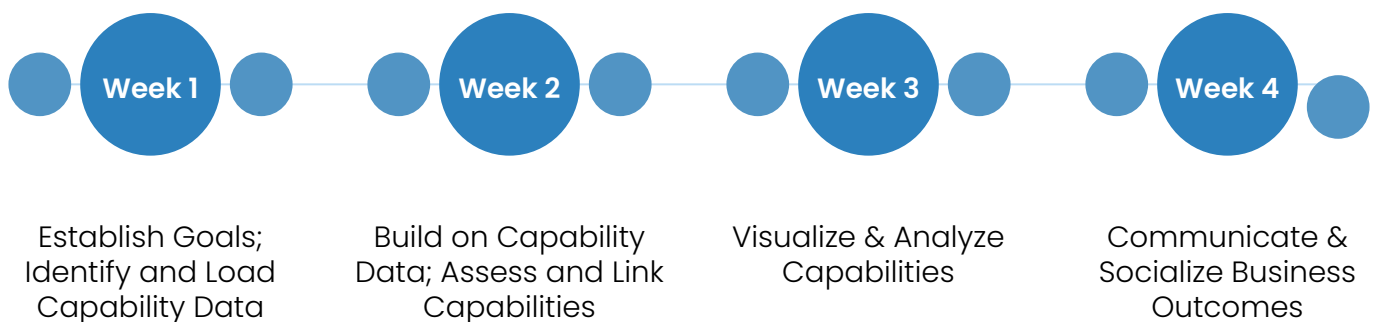 Week 1
Week 2
Week 3
Week 4
Establish Goals;
Identify and Load
Capability Data
Build on Capability
Data; Assess and Link
Capabilities
Visualize & Analyze
Capabilities
Communicate &
Socialize Business
Outcomes